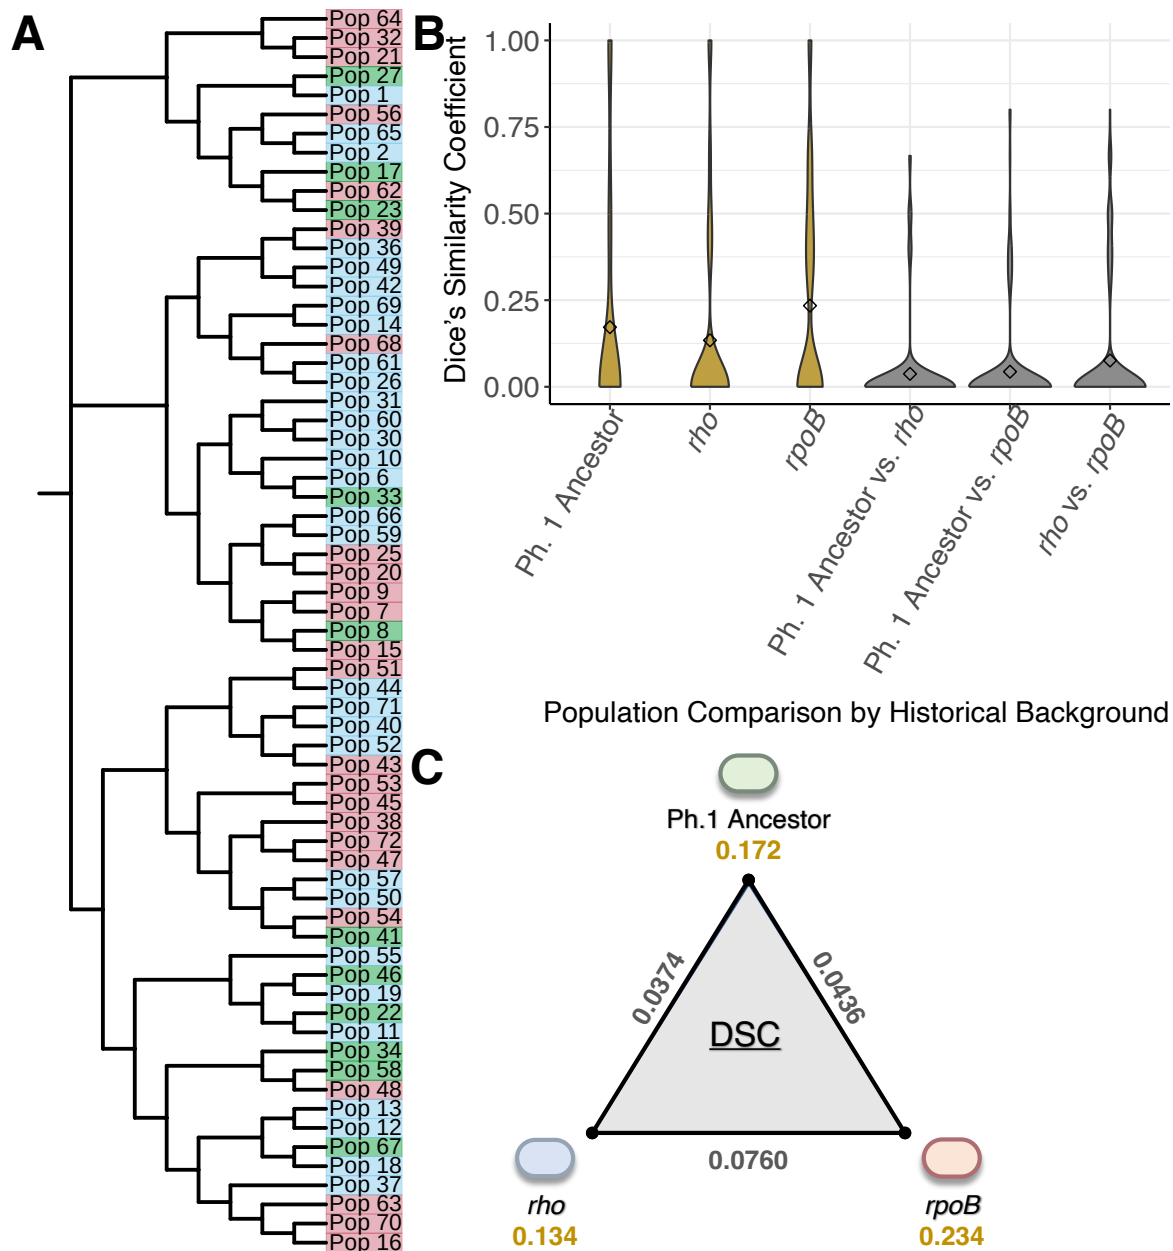 A
Pop 64
Pop 32
Pop 21
Pop 27
Pop 1
Pop 56
Pop 65
Pop 2
Pop 17
Pop 62
Pop 23
Pop 39
Pop 36
Pop 49
Pop 42
Pop 69
Pop 14
Pop 68
Pop 61
Pop 26
Pop 31
Pop 60
Pop 30
Pop 10
Pop 6
Pop 33
Pop 66
Pop 59
Pop 25
Pop 20
Pop 9
Pop 7
Pop 8
Pop 15
Pop 51
Pop 44
Pop 71
Pop 40
Pop 52
Pop 43
Pop 53
Pop 45
Pop 38
Pop 72
Pop 47
Pop 57
Pop 50
Pop 54
Pop 41
Pop 55
Pop 46
Pop 19
Pop 22
Pop 11
Pop 34
Pop 58
Pop 48
Pop 13
Pop 12
Pop 67
Pop 18
Pop 37
Pop 63
Pop 70
Pop 16
B
Dice's Similarity Coefficient
1.00
0.75
0.50
0.25
0.00
Ph. 1 Ancestor
rho
rpoB
Ph. 1 Ancestor vs. rho
Ph. 1 Ancestor vs. rpoB
rho vs. rpoB
Population Comparison by Historical Background
C
Ph.1 Ancestor
0.172
0.0374
0.0436
DSC
0.0760
rho
0.134
rpoB
0.234